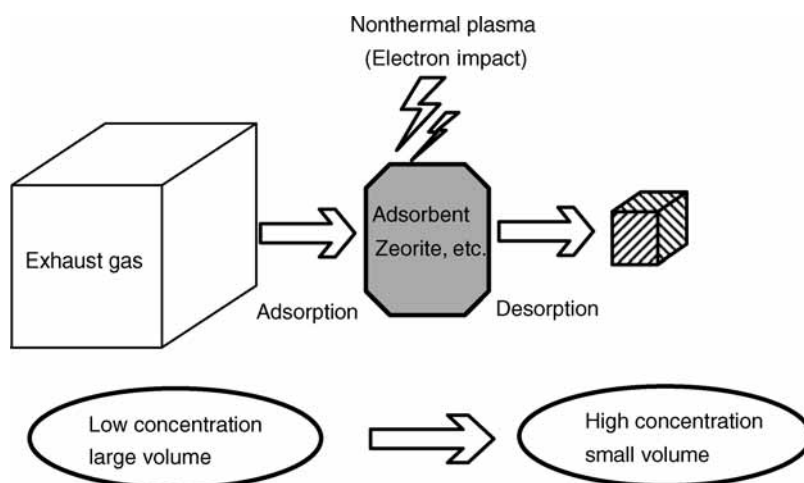 Nonthermal plasma
(Electron impact)
Adsorbent
Zeorite, etc.
Exhaust gas
Adsorption
Desorption
Low concentration
large volume
High concentration
small volume